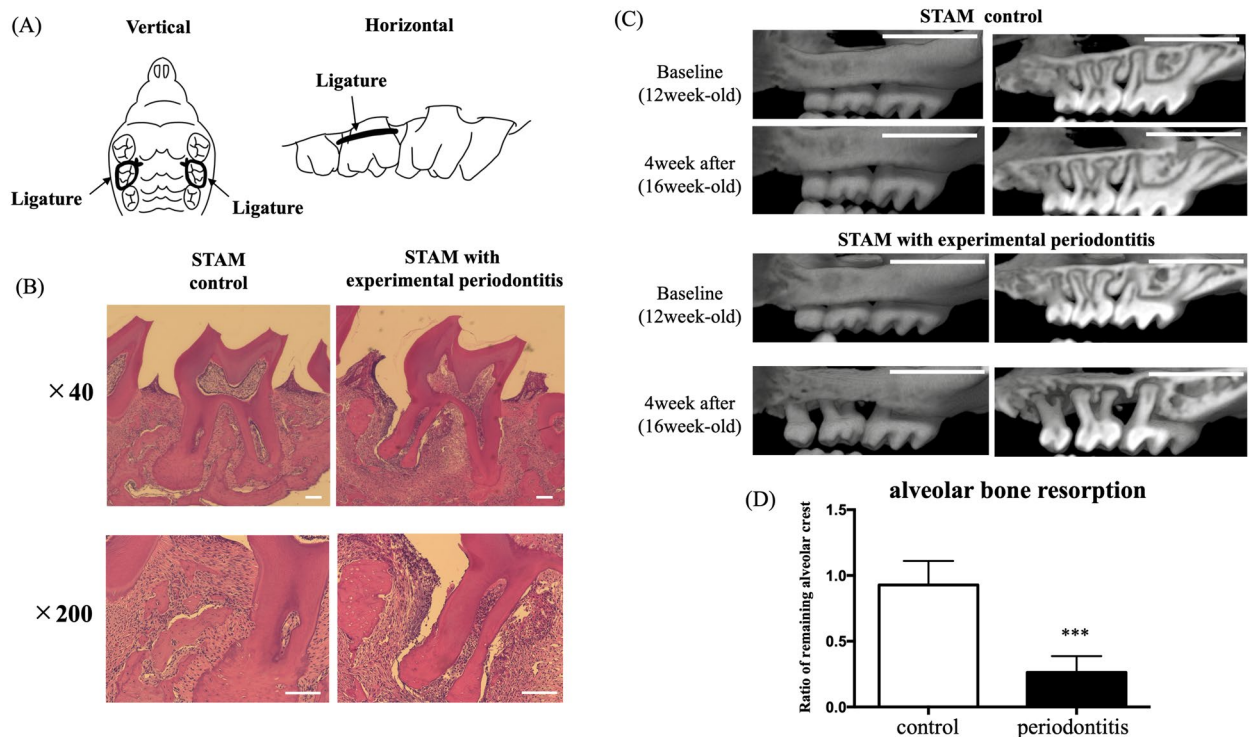 (A)
Vertical
Horizontal
Ligature
Ligature
Ligature
(B)
STAM
control
STAM with
experimental periodontitis
×40
×200
(C)
STAM control
Baseline
(12week-old)
4week after
(16week-old)
STAM with experimental periodontitis
Baseline
(12week-old)
4week after
(16week-old)
(D)
alveolar bone resorption
Ratio of remaining alveolar crest
1.5
1.0
0.5
0.0
***
control
periodontitis